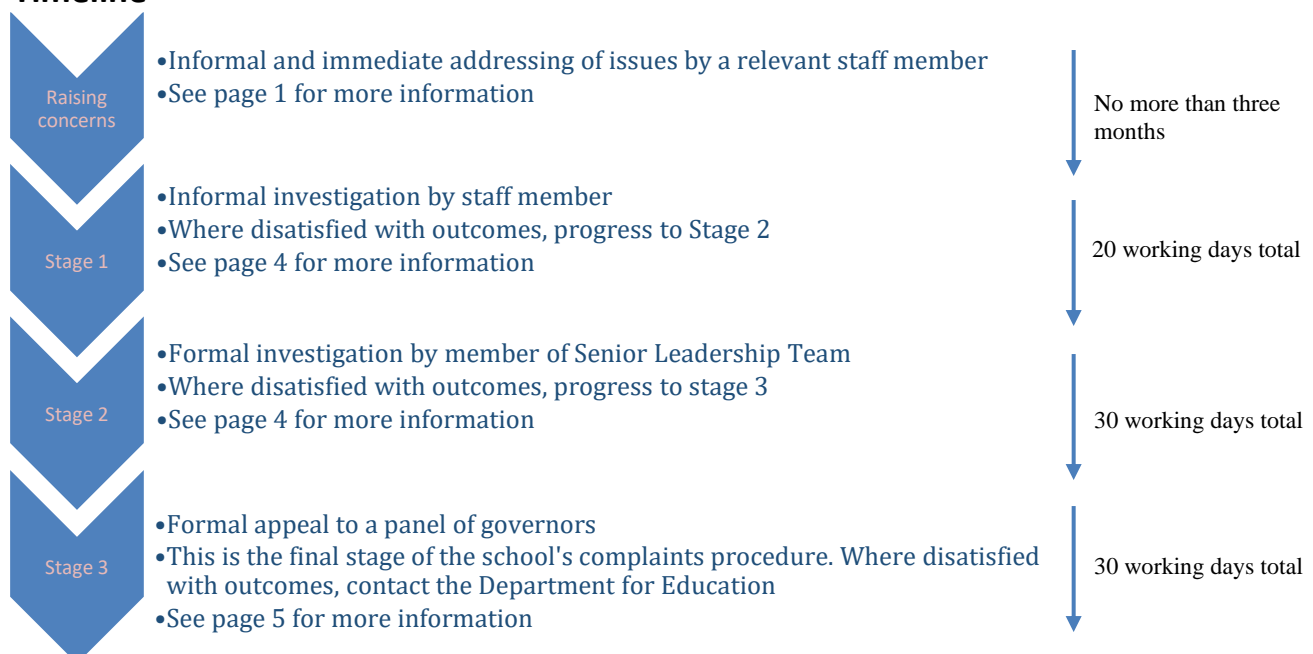 Timeline
Raising
concerns
•Informal and immediate addressing of issues by a relevant staff member
•See page 1 for more information
No more than three
months
Stage 1
•Informal investigation by staff member
•Where disatisfied with outcomes, progress to Stage 2
•See page 4 for more information
20 working days total
Stage 2
•Formal investigation by member of Senior Leadership Team
•Where disatisfied with outcomes, progress to stage 3
•See page 4 for more information
30 working days total
Stage 3
•Formal appeal to a panel of governors
•This is the final stage of the school's complaints procedure. Where disatisfied
with outcomes, contact the Department for Education
•See page 5 for more information
30 working days total